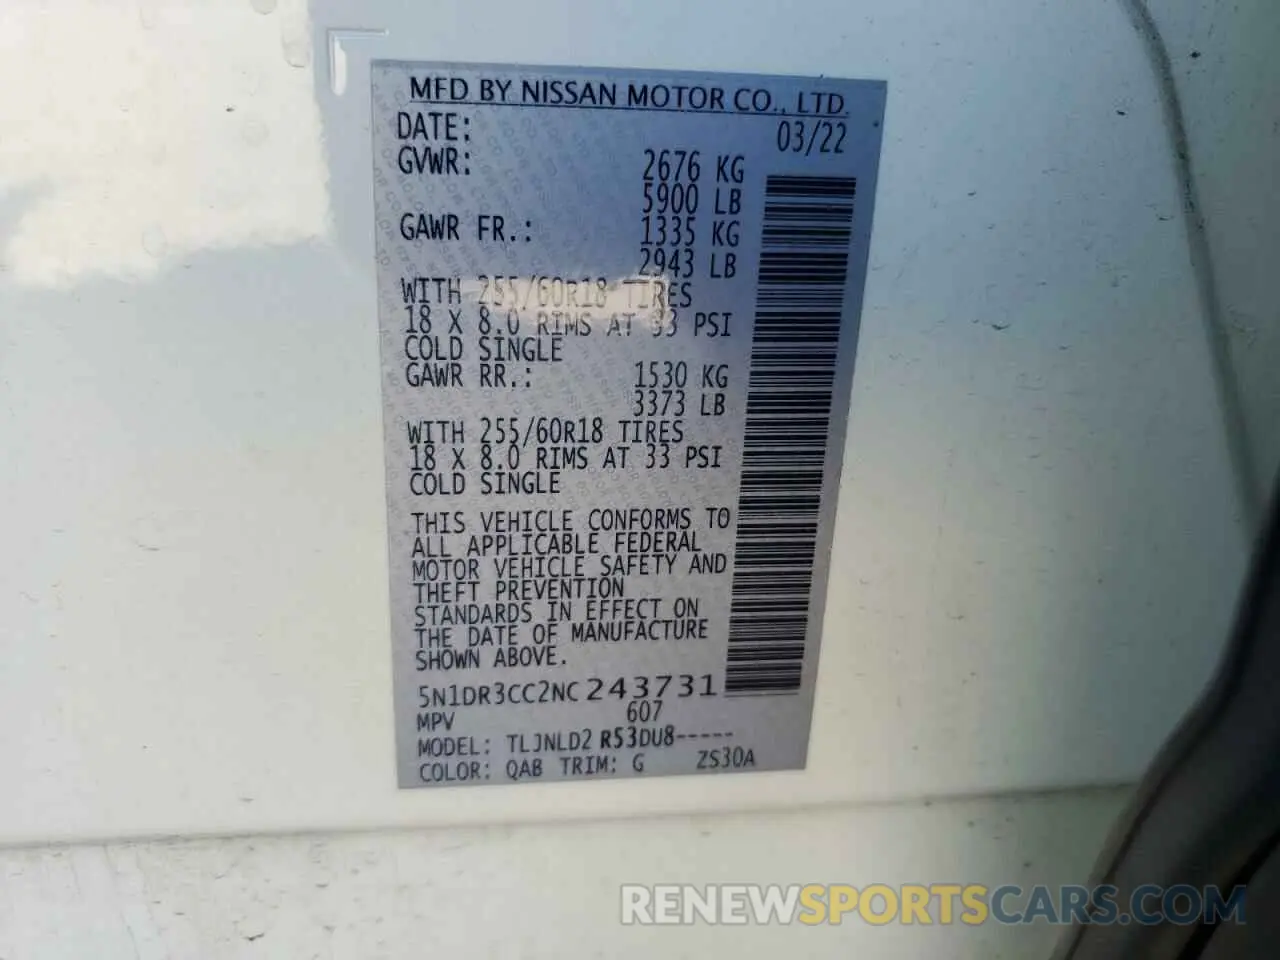 MFD BY NISSAN MOTOR CO., LTD.
DATE: 03/22
GVWR: 2676 KG
5900 LB
GAWR FR.: 1335 KG
2943 LB
WITH 255/60R18 TIRES
18 X 8.0 RIMS AT 33 PSI
COLD SINGLE
GAWR RR.: 1530 KG
3373 LB
WITH 255/60R18 TIRES
18 X 8.0 RIMS AT 33 PSI
COLD SINGLE
THIS VEHICLE CONFORMS TO
ALL APPLICABLE FEDERAL
MOTOR VEHICLE SAFETY AND
THEFT PREVENTION
STANDARDS IN EFFECT ON
THE DATE OF MANUFACTURE
SHOWN ABOVE.
5N1DR3CC2NC243731
MPV 607
MODEL: TLJNLD2 R53DU8-----
COLOR: QAB TRIM: G ZS30A
RENEWSPORTSCARS.COM